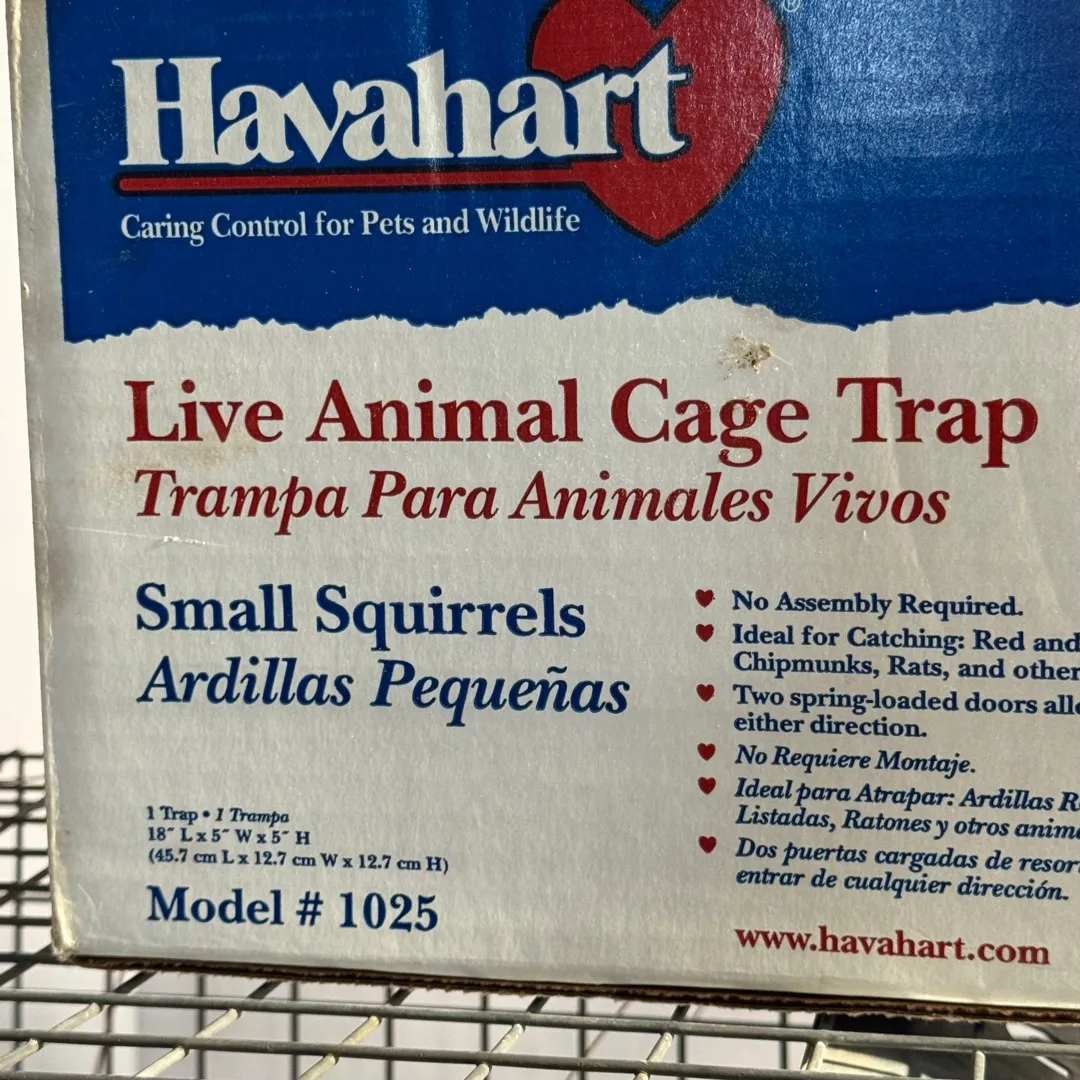 Havahart
®
Caring Control for Pets and Wildlife
Live Animal Cage Trap
Trampa Para Animales Vivos
Small Squirrels
Ardillas Pequeñas
No Assembly Required.
Ideal for Catching: Red and
Chipmunks, Rats, and other
Two spring-loaded doors
either direction.
No Requiere Montaje.
Ideal para Atrapar: Ardillas
Listadas, Ratones y otros
Dos puertas cargadas de
entrar de cualquier dirección.
1 Trap • 1 Trampa
18″ L x 5″ W x 5″ H
(45.7 cm L x 12.7 cm W x 12.7 cm H)
Model # 1025
www.havahart.com